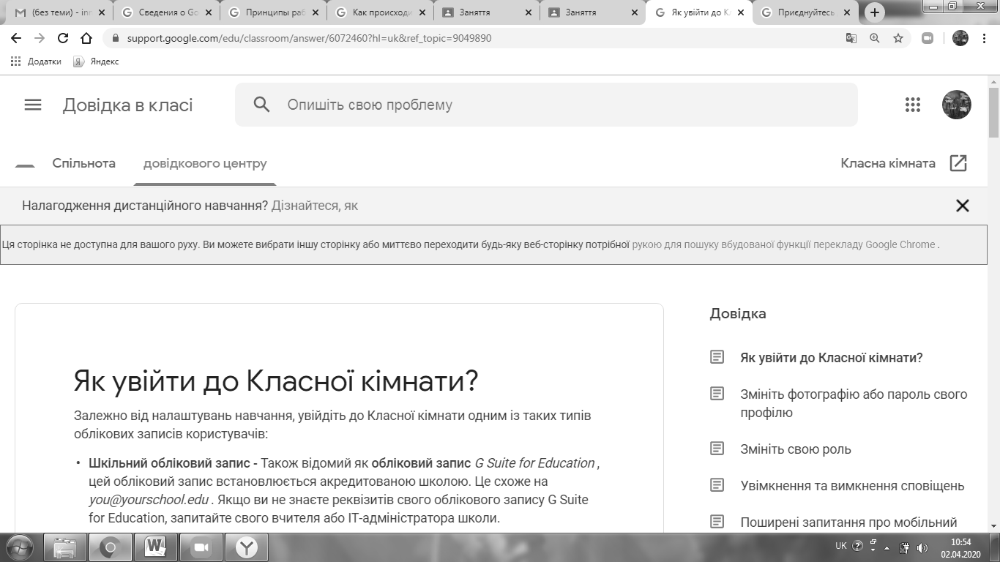 (без теми) - inn
Сведения о Go
Принципы раб
Как происходи
Заняття
Заняття
Як увійти до Кл
Приєднуйтесь
support.google.com/edu/classroom/answer/6072460?hl=uk&ref_topic=9049890
Додатки
Яндекс
Довідка в класі
Опишіть свою проблему
Спільнота
довідкового центру
Класна кімната
Налагодження дистанційного навчання? Дізнайтеся, як
Ця сторінка не доступна для вашого руху. Ви можете вибрати іншу сторінку або миттєво переходити будь-яку веб-сторінку потрібної рукою для пошуку вбудованої функції перекладу Google Chrome .
Як увійти до Класної кімнати?
Залежно від налаштувань навчання, увійдіть до Класної кімнати одним із таких типів
облікових записів користувачів:
• Шкільний обліковий запис - Також відомий як обліковий запис G Suite for Education ,
цей обліковий запис встановлюється акредитованою школою. Це схоже на
you@yourschool.edu . Якщо ви не знаєте реквізитів свого облікового запису G Suite
for Education, запитайте свого вчителя або ІТ-адміністратора школи.
Довідка
Як увійти до Класної кімнати?
Змініть фотографію або пароль свого
профілю
Змініть свою роль
Увімкнення та вимкнення сповіщень
Поширені запитання про мобільний
UK
10:54
02.04.2020